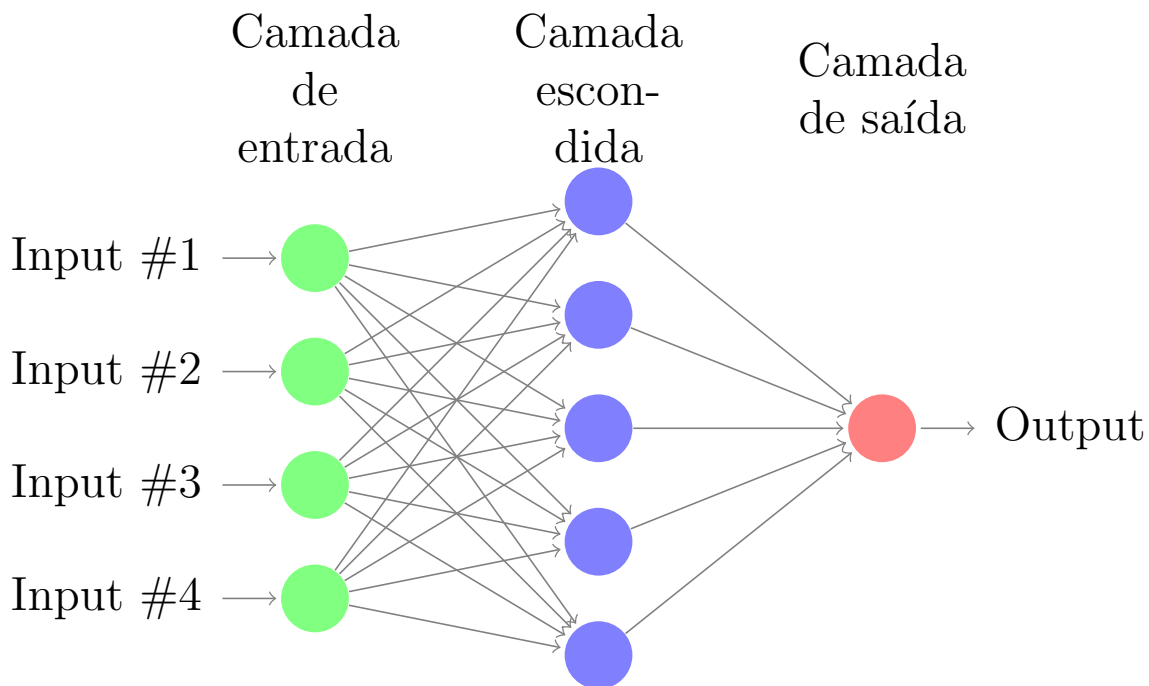 Camada
de
entrada
Camada
escon-
dida
Camada
de saída
Input #1
Input #2
Input #3
Input #4
Output